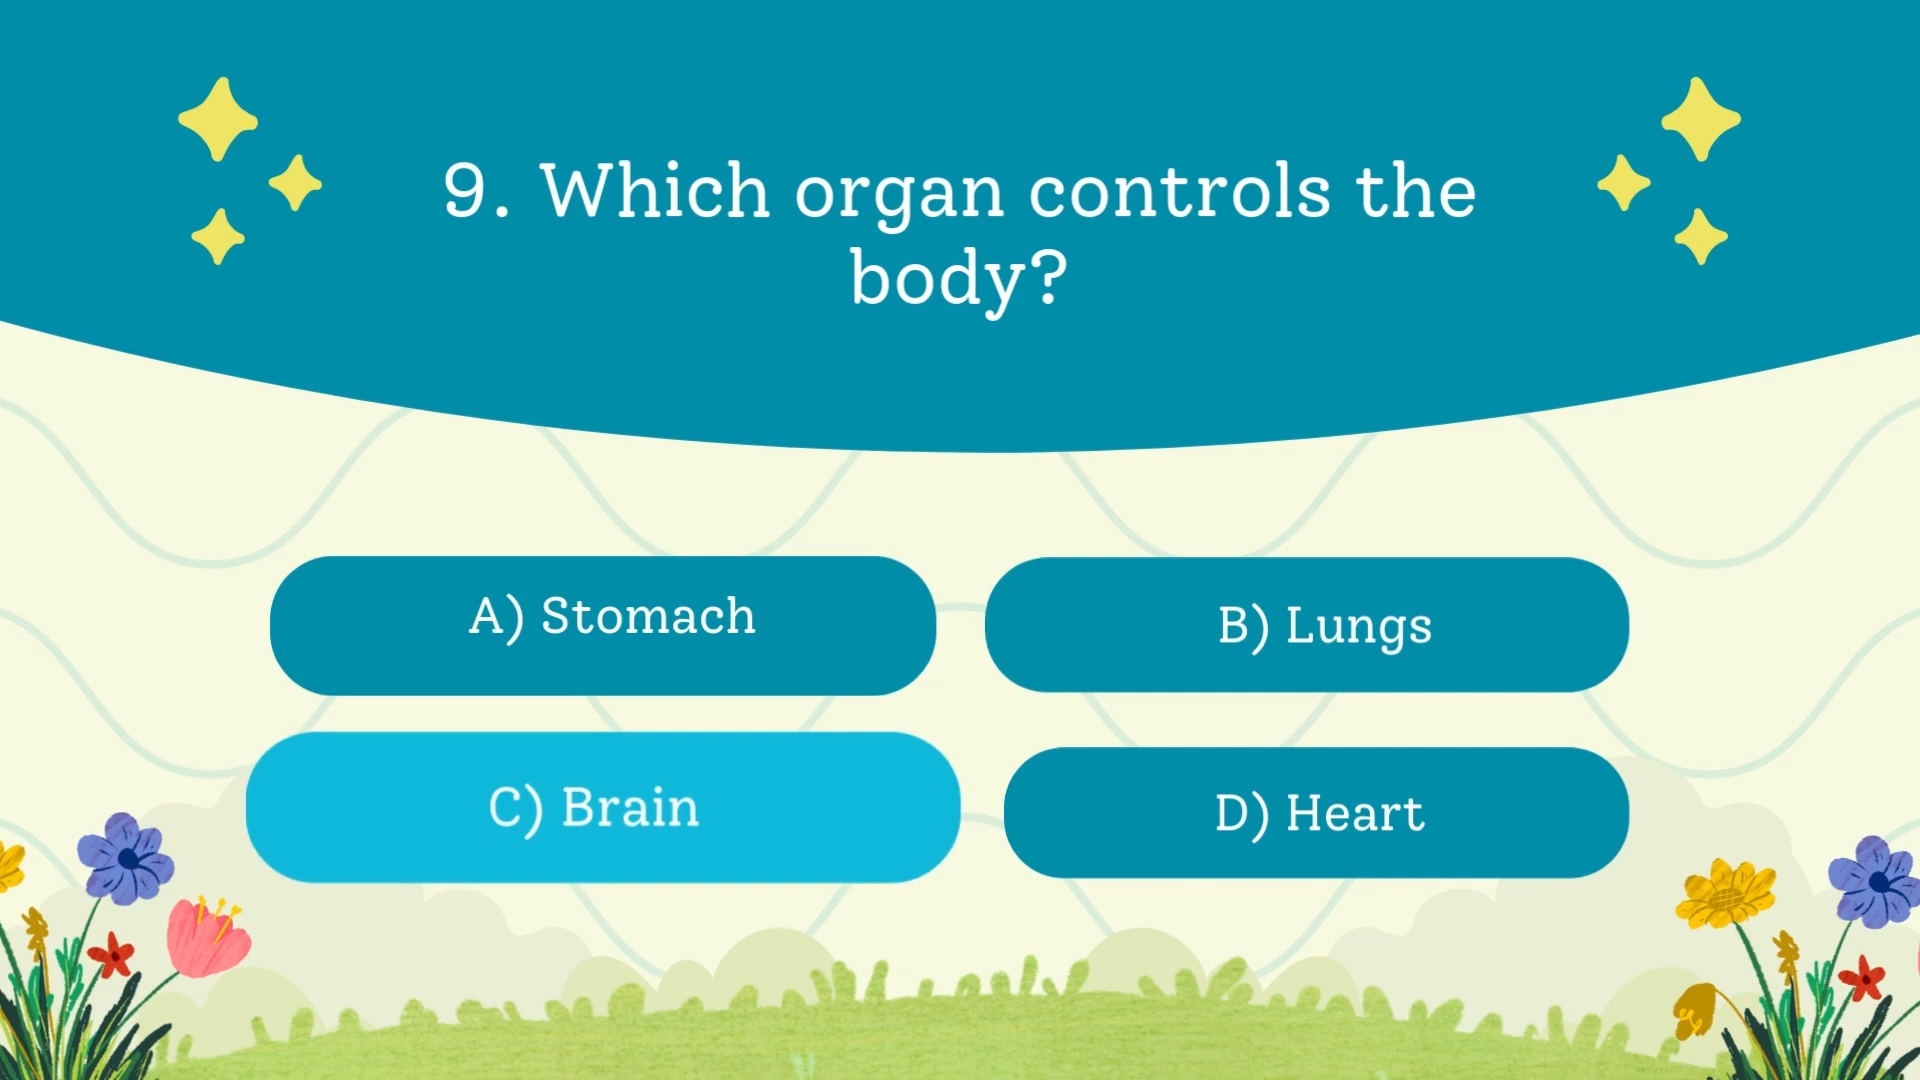 9. Which organ controls the
body?
A) Stomach
B) Lungs
C) Brain
D) Heart